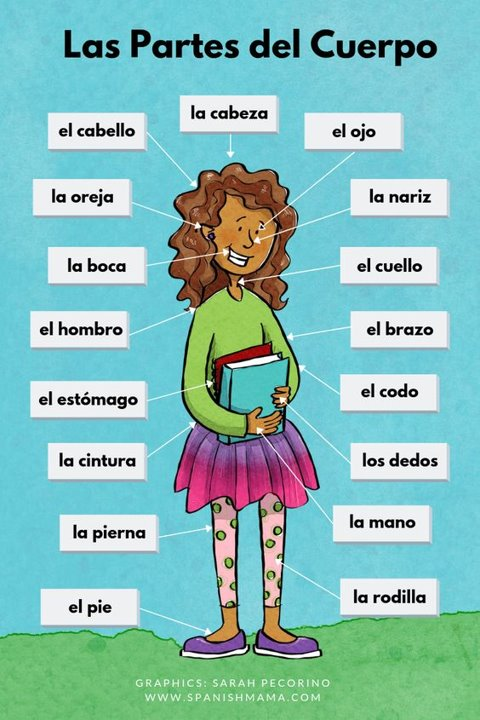 Las Partes del Cuerpo
la cabeza
el cabello
el ojo
la oreja
la nariz
la boca
el cuello
el hombro
el brazo
el estómago
el codo
la cintura
los dedos
la pierna
la mano
el pie
la rodilla
GRAPHICS: SARAH PECORINO
WWW.SPANISHMAMA.COM